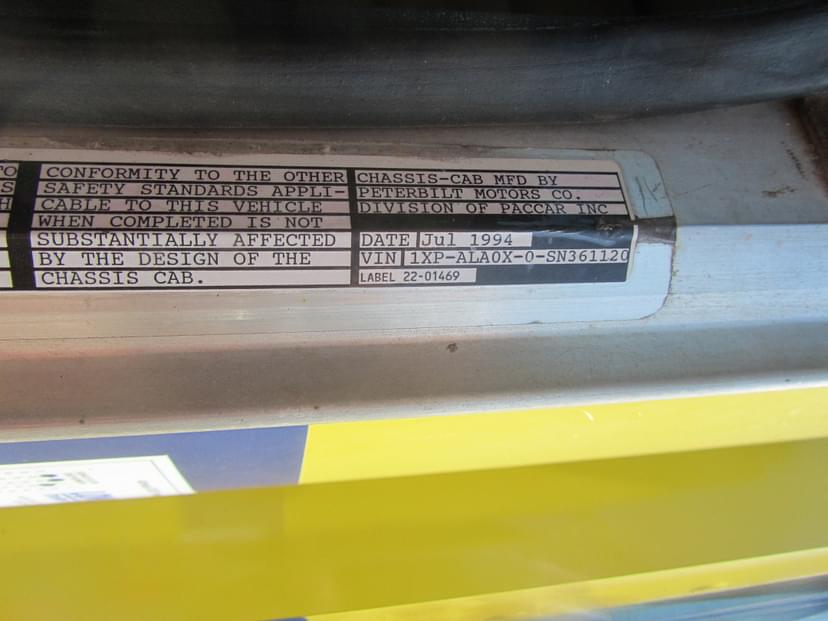 TO
S
H
CONFORMITY TO THE OTHER
SAFETY STANDARDS APPLI-
CABLE TO THIS VEHICLE
WHEN COMPLETED IS NOT
SUBSTANTIALLY AFFECTED
BY THE DESIGN OF THE
CHASSIS CAB.
CHASSIS-CAB MFD BY
PETERBILT MOTORS CO.
DIVISION OF PACCAR INC
DATE Jul 1994
VIN 1XP-ALA0X-0-SN361120
LABEL 22-01469